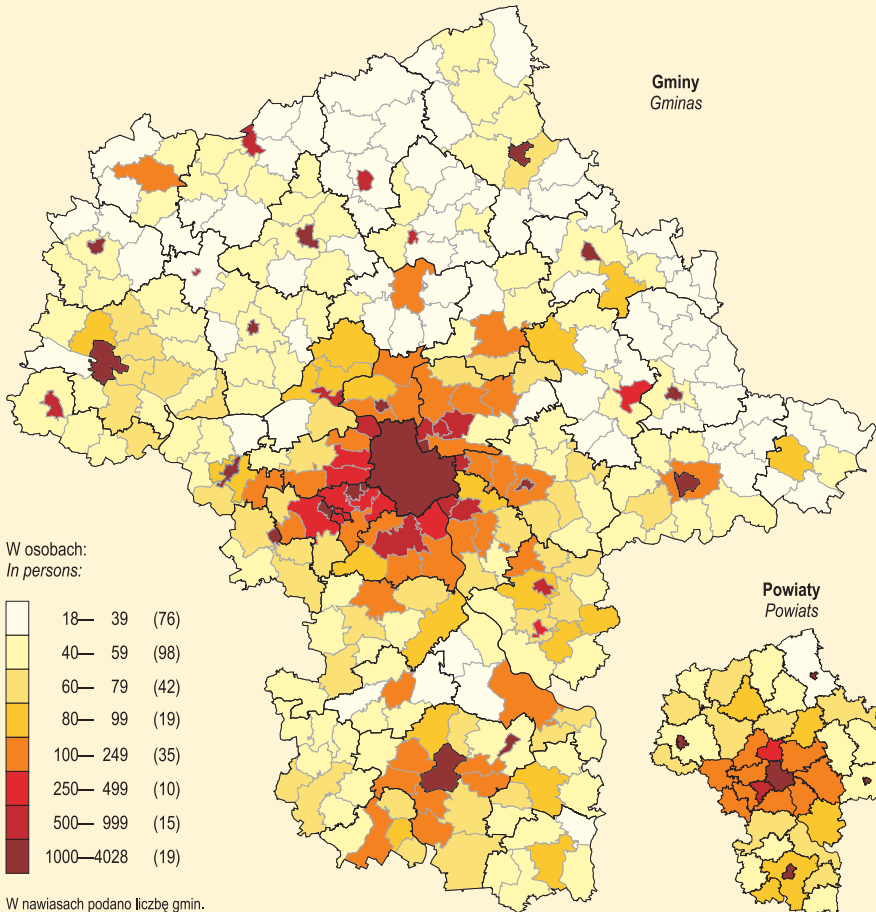 Gminy
Gminas
W osobach:
In persons:
18— 39 (76)
40— 59 (98)
60— 79 (42)
80— 99 (19)
100— 249 (35)
250— 499 (10)
500— 999 (15)
1000—4028 (19)
Powiaty
Powiats
W nawiasach podano liczbę gmin.